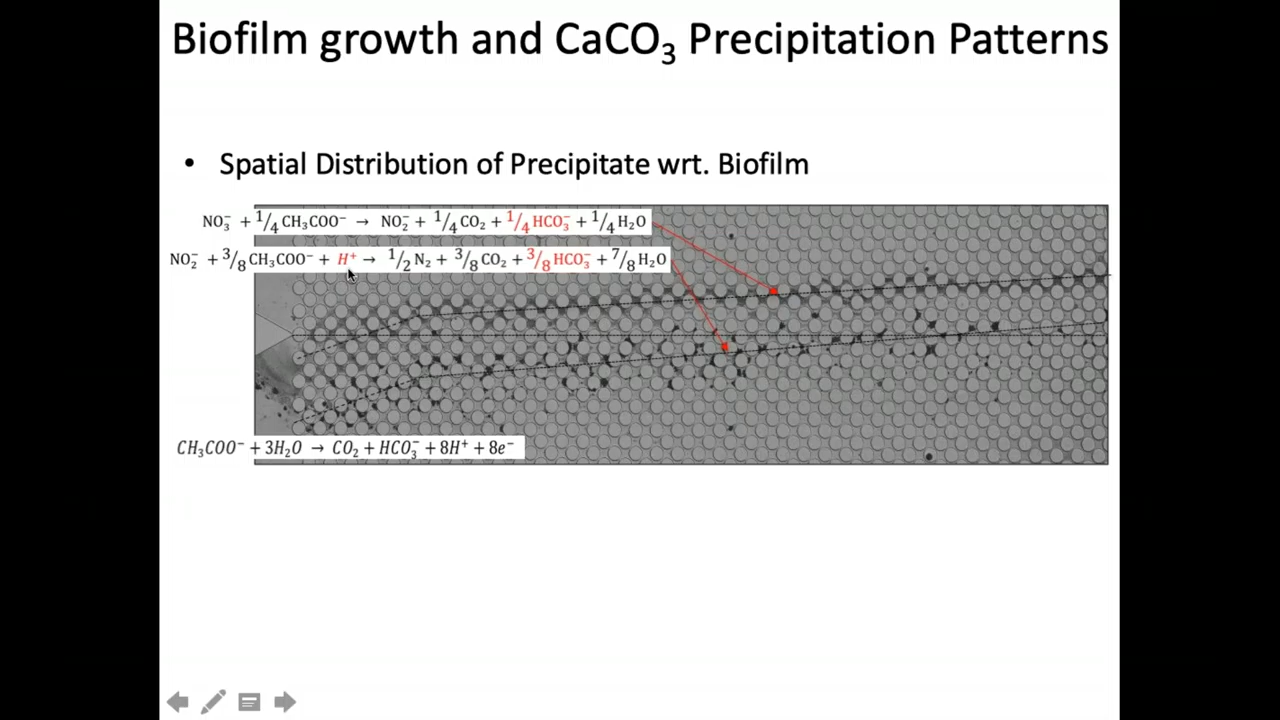 Biofilm growth and CaCO₃ Precipitation Patterns
• Spatial Distribution of Precipitate wrt. Biofilm
NO₃⁻ + 1/4 CH₃COO⁻ → NO₂⁻ + 1/4 CO₂ + 1/4 HCO₃⁻ + 1/4 H₂O
NO₂⁻ + 3/8 CH₃COO⁻ + H⁺ → 1/2 N₂ + 3/8 CO₂ + 3/8 HCO₃⁻ + 7/8 H₂O
CH₃COO⁻ + 3H₂O → CO₂ + HCO₃⁻ + 8H⁺ + 8e⁻